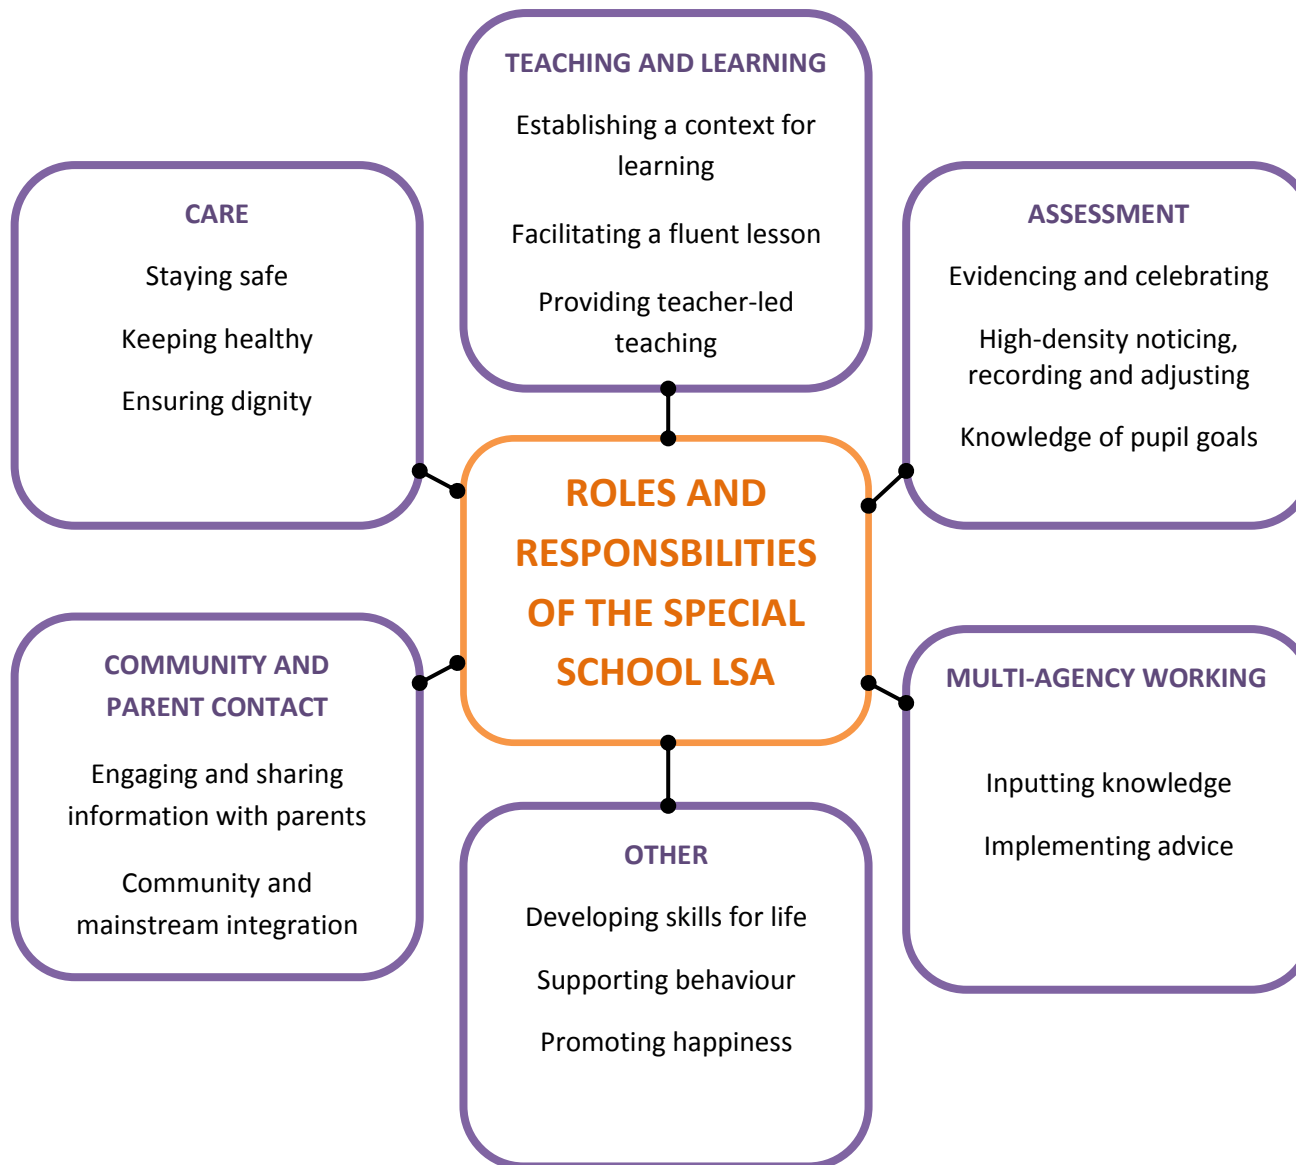 TEACHING AND LEARNING
Establishing a context for
learning
Facilitating a fluent lesson
Providing teacher-led
teaching
CARE
Staying safe
Keeping healthy
Ensuring dignity
ASSESSMENT
Evidencing and celebrating
High-density noticing,
recording and adjusting
Knowledge of pupil goals
ROLES AND
RESPONSBILITIES
OF THE SPECIAL
SCHOOL LSA
COMMUNITY AND
PARENT CONTACT
Engaging and sharing
information with parents
Community and
mainstream integration
MULTI-AGENCY WORKING
Inputting knowledge
Implementing advice
OTHER
Developing skills for life
Supporting behaviour
Promoting happiness